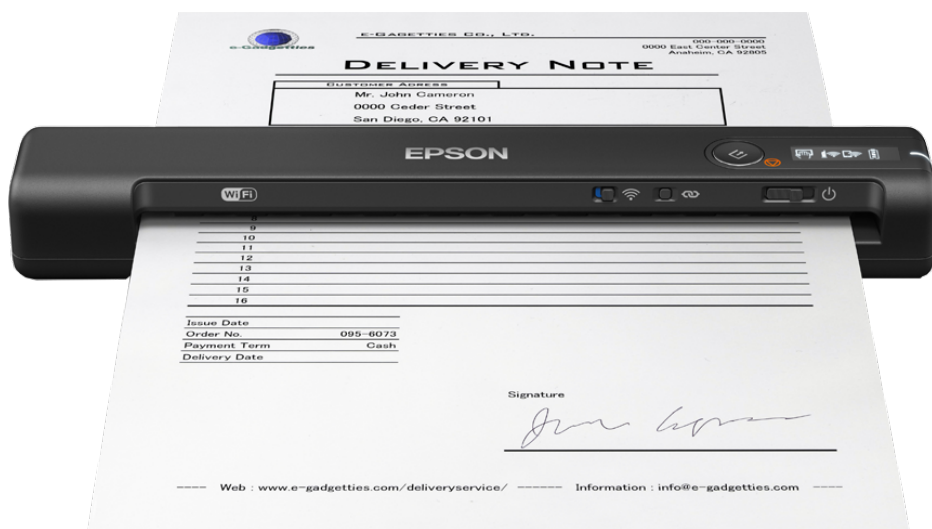 e-Gadgetties
E-GAGETTIES CO., LTD.
000-000-0000
0000 East Center Street
Anaheim, CA 92805
DELIVERY NOTE
CUSTOMER ADRESS
Mr. John Cameron
0000 Ceder Street
San Diego, CA 92101
EPSON
WiFi
8
9
10
11
12
13
14
15
16
Issue Date
Order No. 095-6073
Payment Term Cash
Delivery Date
Signature
---- Web : www.e-gadgetties.com/deliveryservice/ ------ Information : info@e-gadgetties.com ----